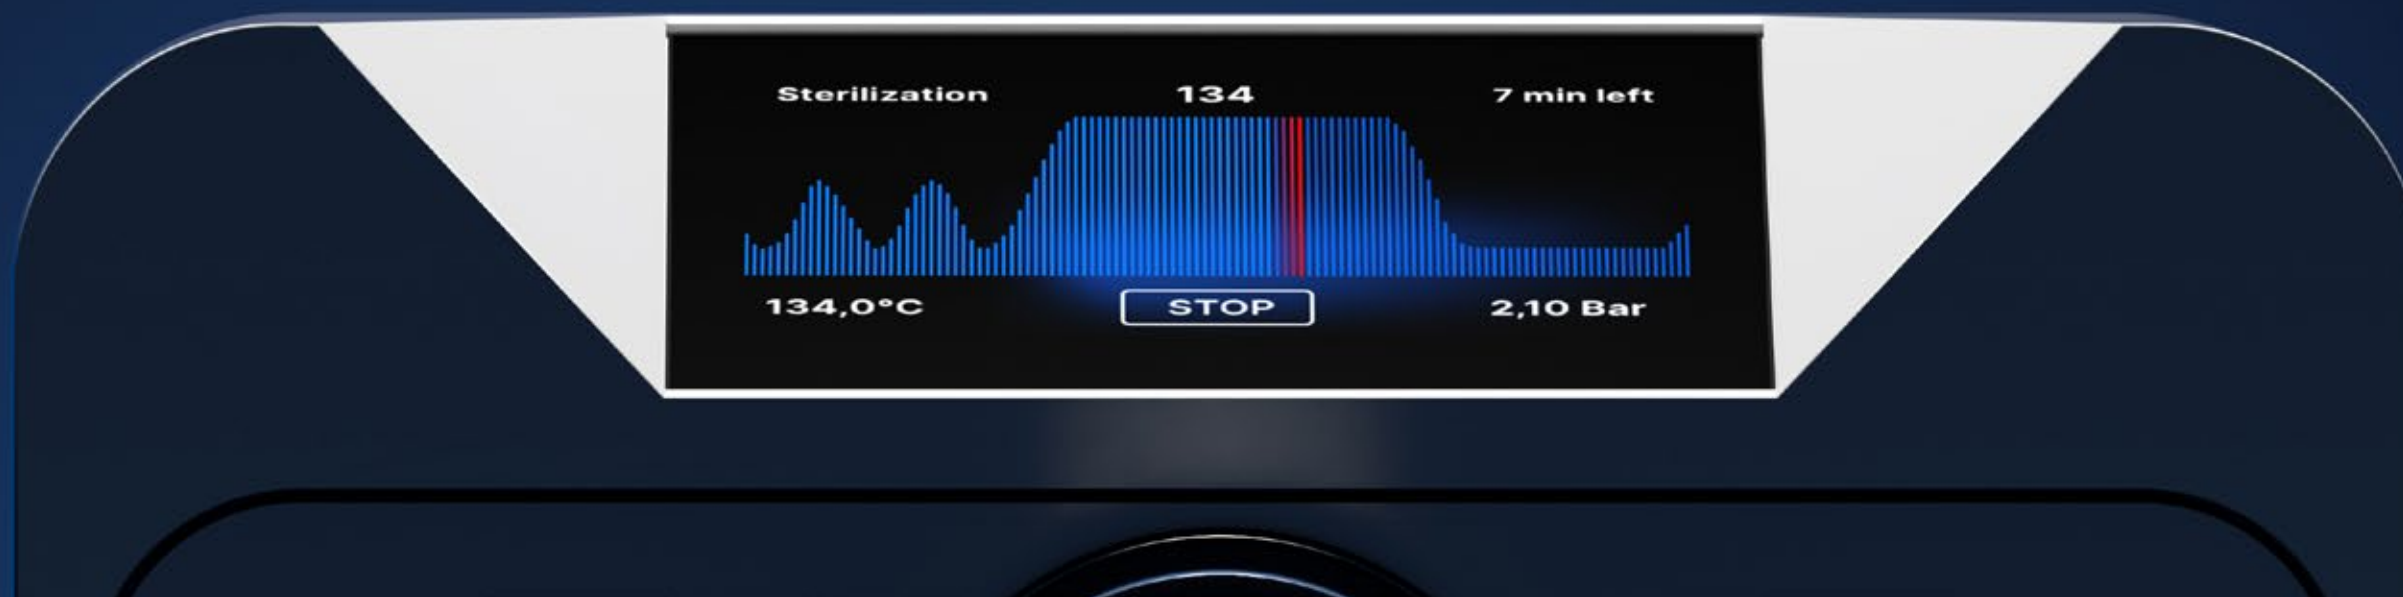 Sterilization 134 7 min left
134,0°C STOP 2,10 Bar